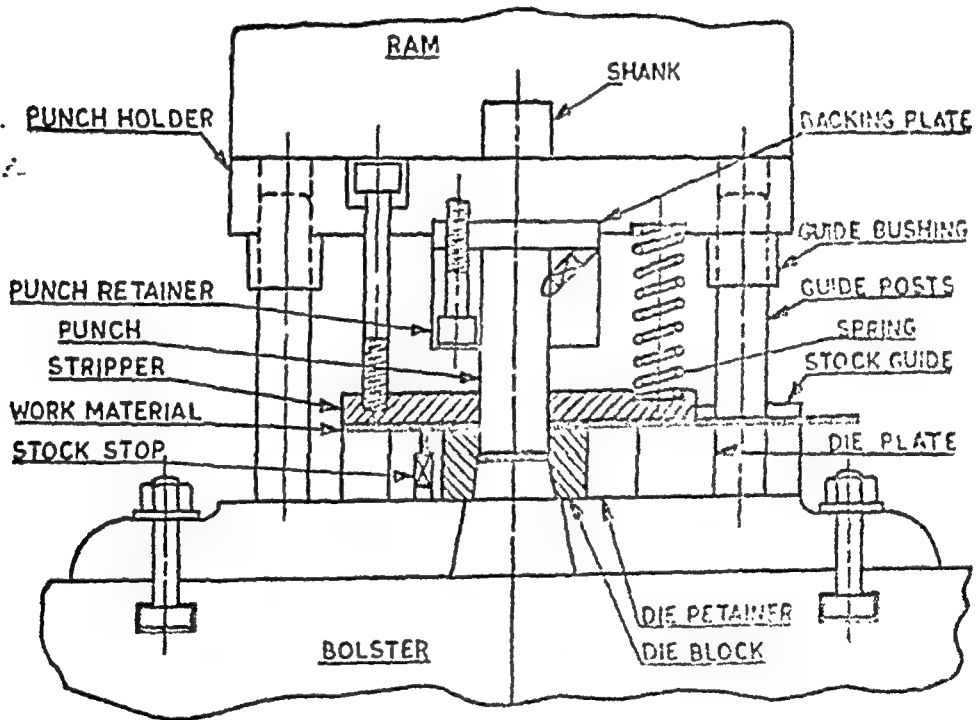 RAM
SHANK
PUNCH HOLDER
BACKING PLATE
GUIDE BUSHING
PUNCH RETAINER
GUIDE POSTS
PUNCH
SPRING
STRIPPER
STOCK GUIDE
WORK MATERIAL
STOCK STOP
DIE PLATE
DIE RETAINER
BOLSTER
DIE BLOCK